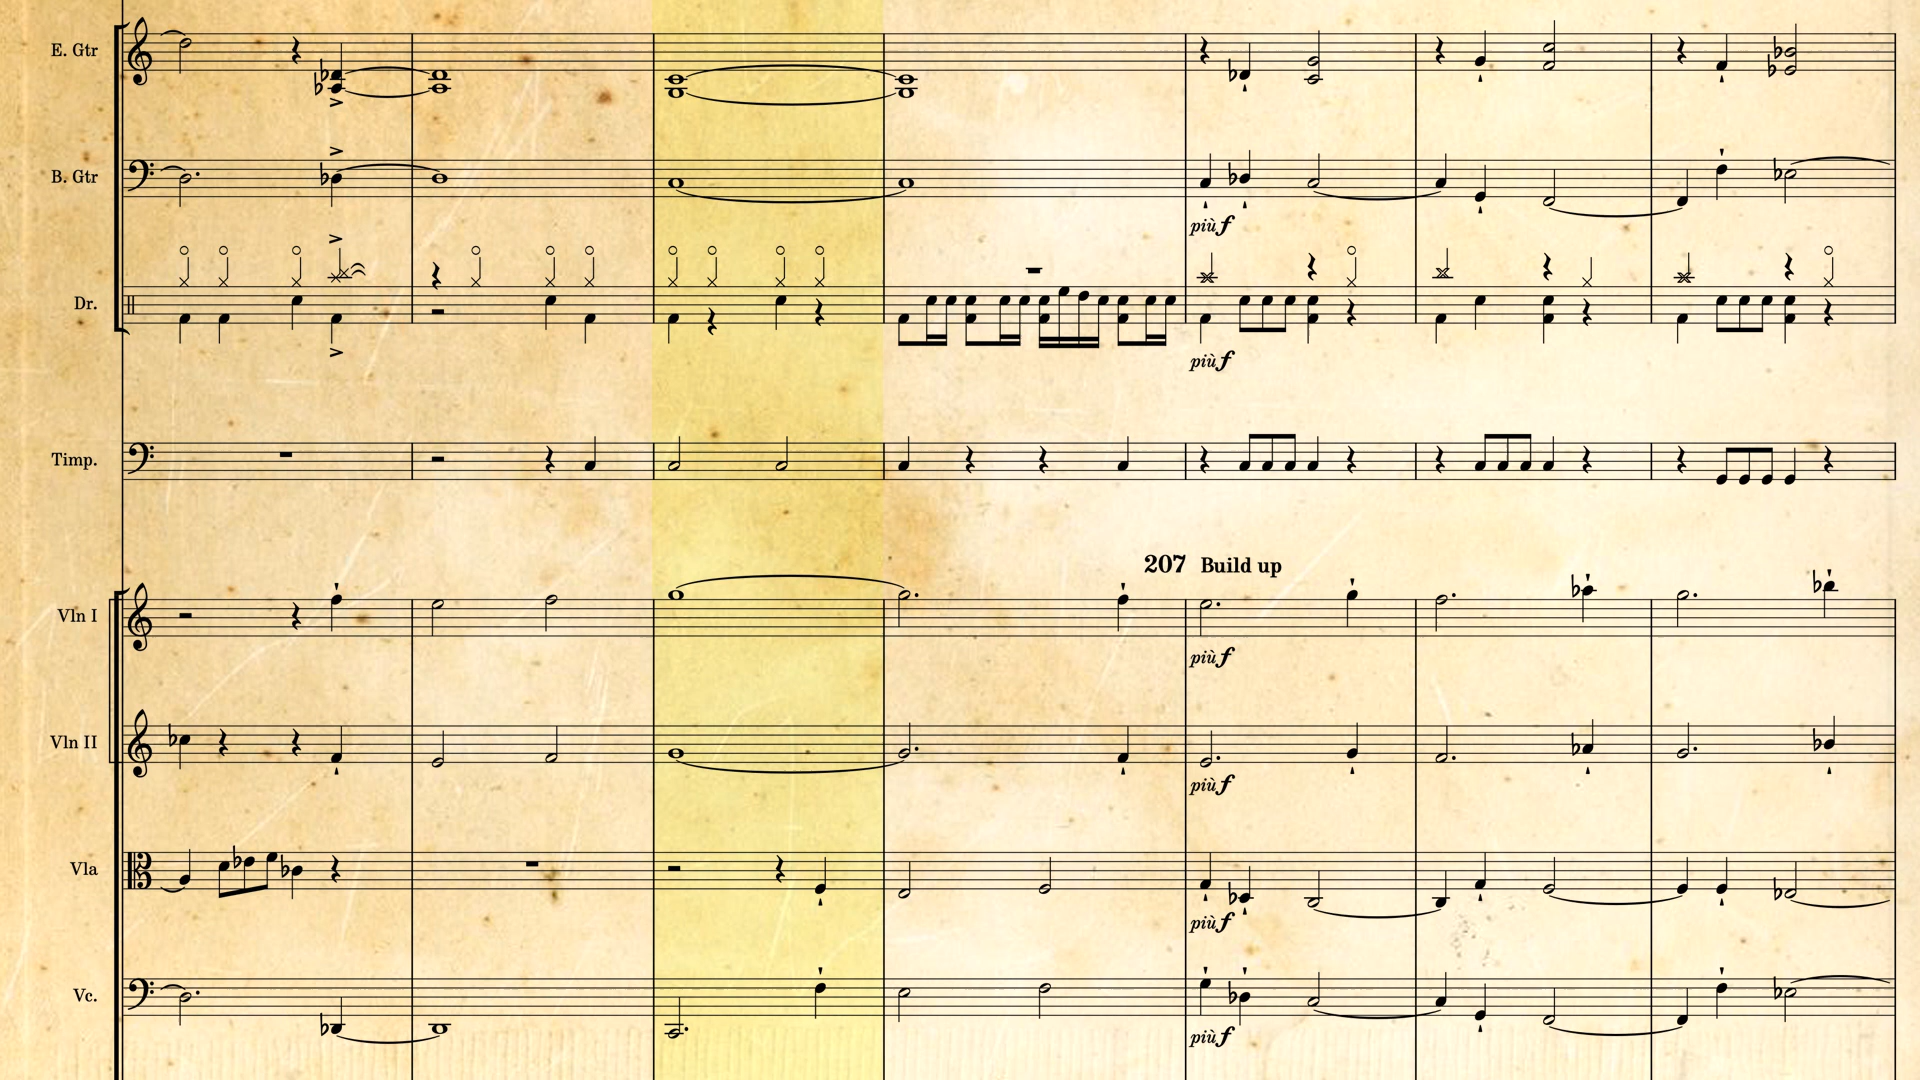 E. Gtr
B. Gtr
più f
Dr.
più f
Timp.
207 Build up
Vln I
più f
Vln II
più f
Vla
più f
Vc.
più f